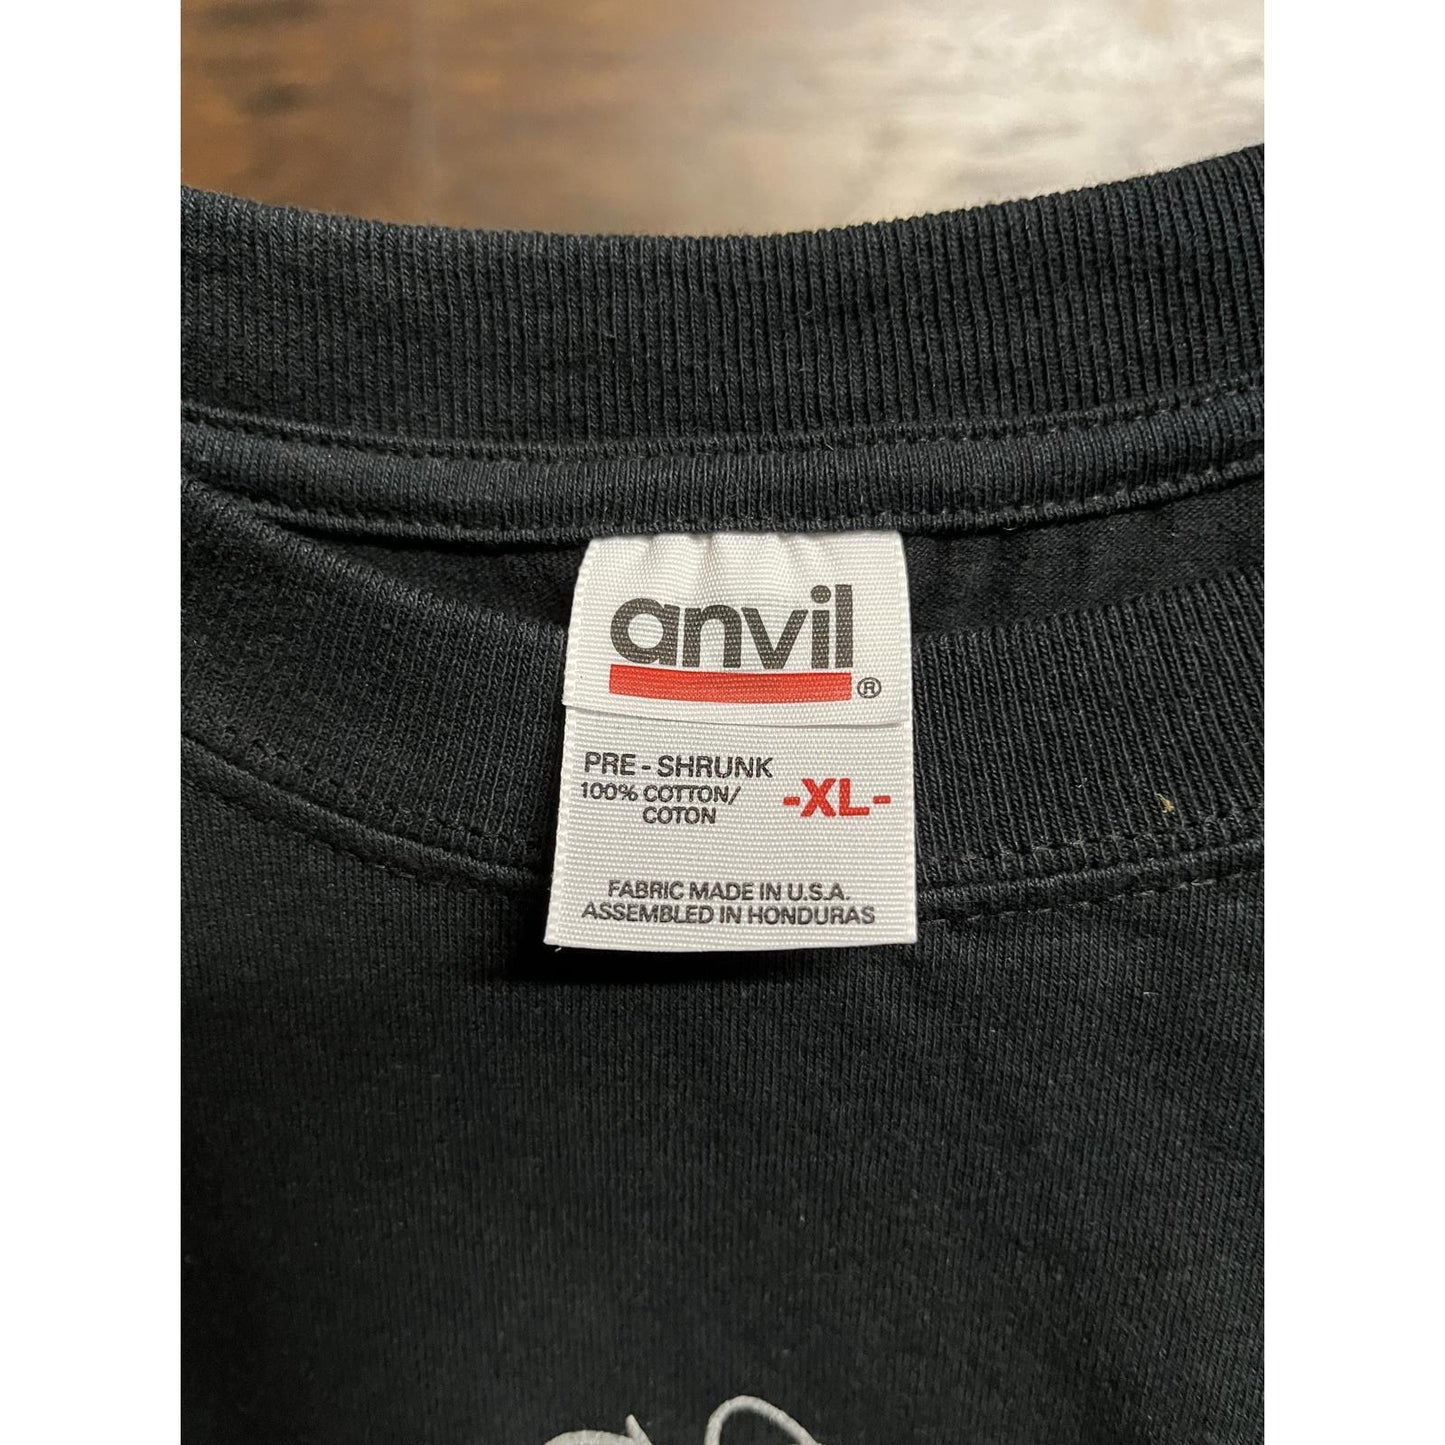 anvil®
PRE-SHRUNK
100% COTTON/
COTON
-XL-
FABRIC MADE IN U.S.A.
ASSEMBLED IN HONDURAS